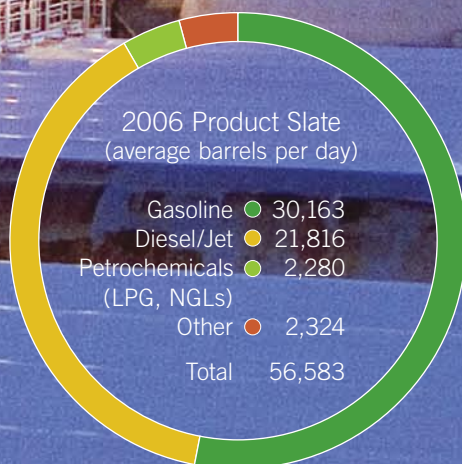 2006 Product Slate
(average barrels per day)
Gasoline 30,163
Diesel/Jet 21,816
Petrochemicals 2,280
(LPG, NGLs)
Other 2,324
Total 56,583